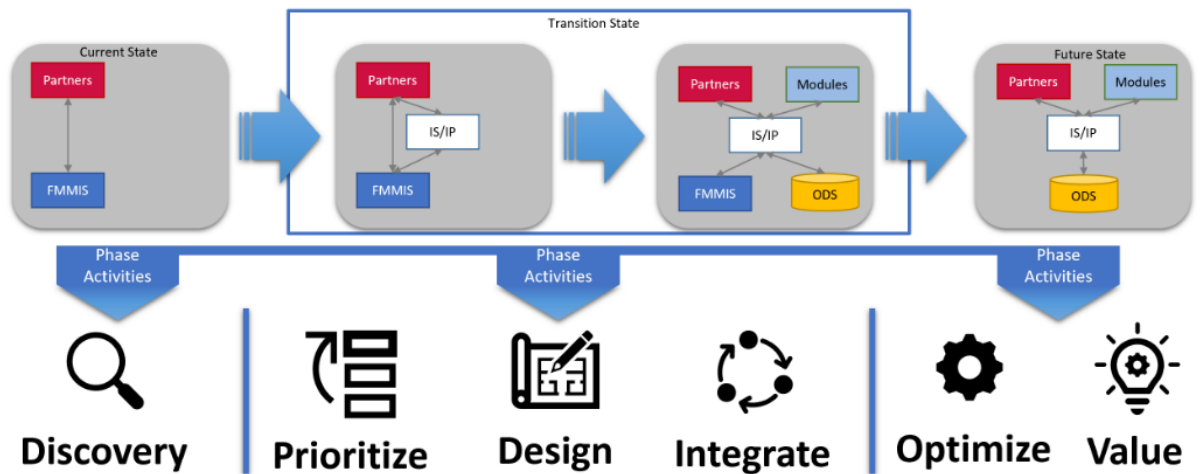 Transition State
Current State
Partners
FMMIS
Partners
IS/IP
FMMIS
Partners
Modules
IS/IP
FMMIS
ODS
Future State
Partners
Modules
IS/IP
ODS
Phase
Activities
Phase
Activities
Phase
Activities
Discovery
Prioritize
Design
Integrate
Optimize
Value